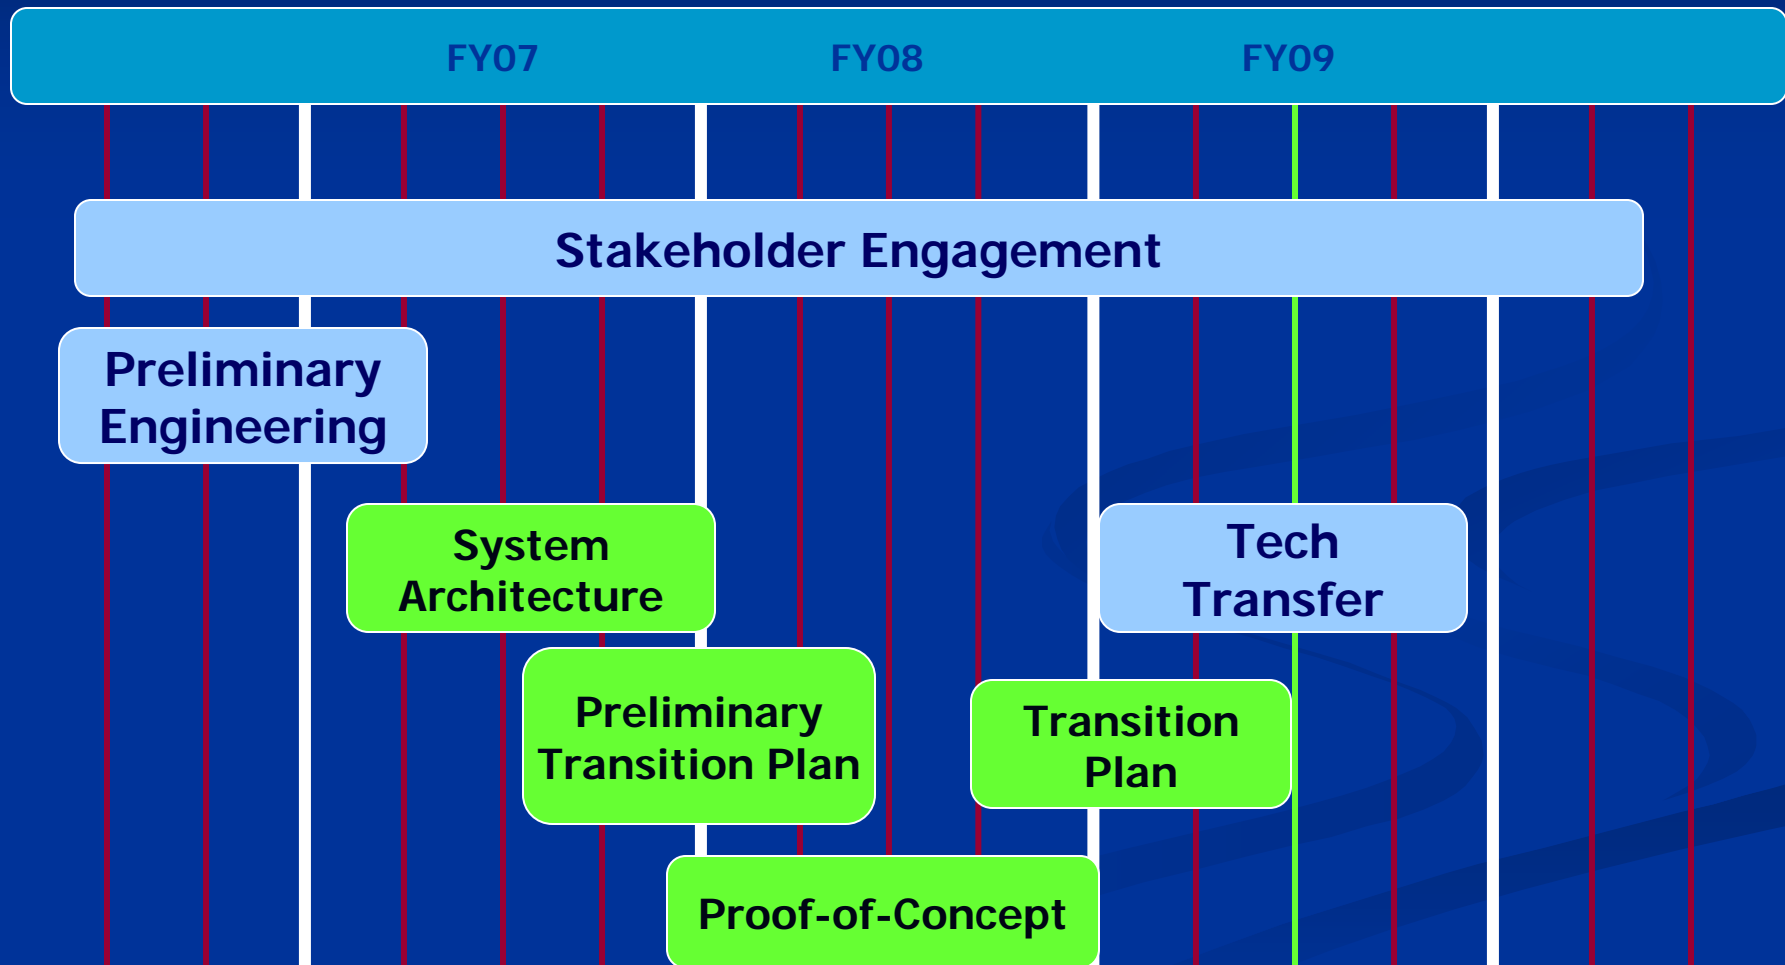 FY07 FY08 FY09
Stakeholder Engagement
Preliminary
Engineering
System
Architecture
Tech
Transfer
Preliminary
Transition Plan
Transition
Plan
Proof-of-Concept